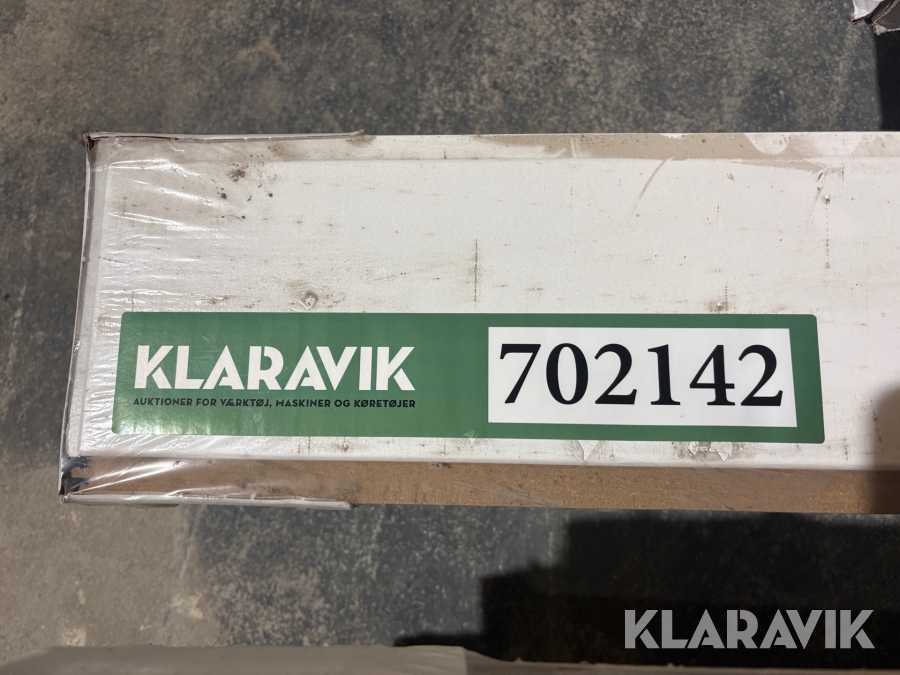 KLARAVIK
AUKTIONER FOR VÆRKTØJ, MASKINER OG KØRETØJER
702142
KLARAVIK